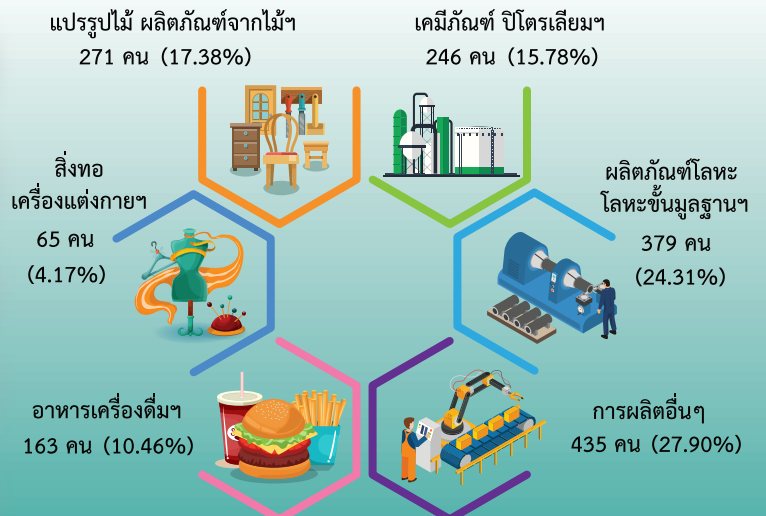 แปรรูปไม้ ผลิตภัณฑ์จากไม้ฯ
271 คน (17.38%)
เคมีภัณฑ์ ปิโตรเลียมฯ
246 คน (15.78%)
สิ่งทอ
เครื่องแต่งกายฯ
65 คน
(4.17%)
ผลิตภัณฑ์โลหะ
โลหะขั้นมูลฐานฯ
379 คน
(24.31%)
อาหารเครื่องดื่มฯ
163 คน (10.46%)
การผลิตอื่นๆ
435 คน (27.90%)